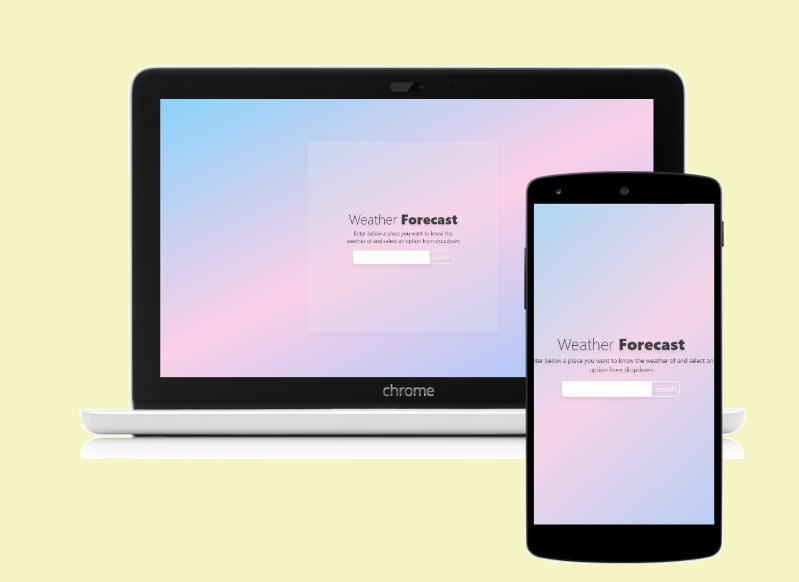 Weather Forecast
Enter below a place you want to know the
weather of and select an option from dropdown
search
chrome
Weather Forecast
ter below a place you want to know the weather of and select an
option from dropdown
search